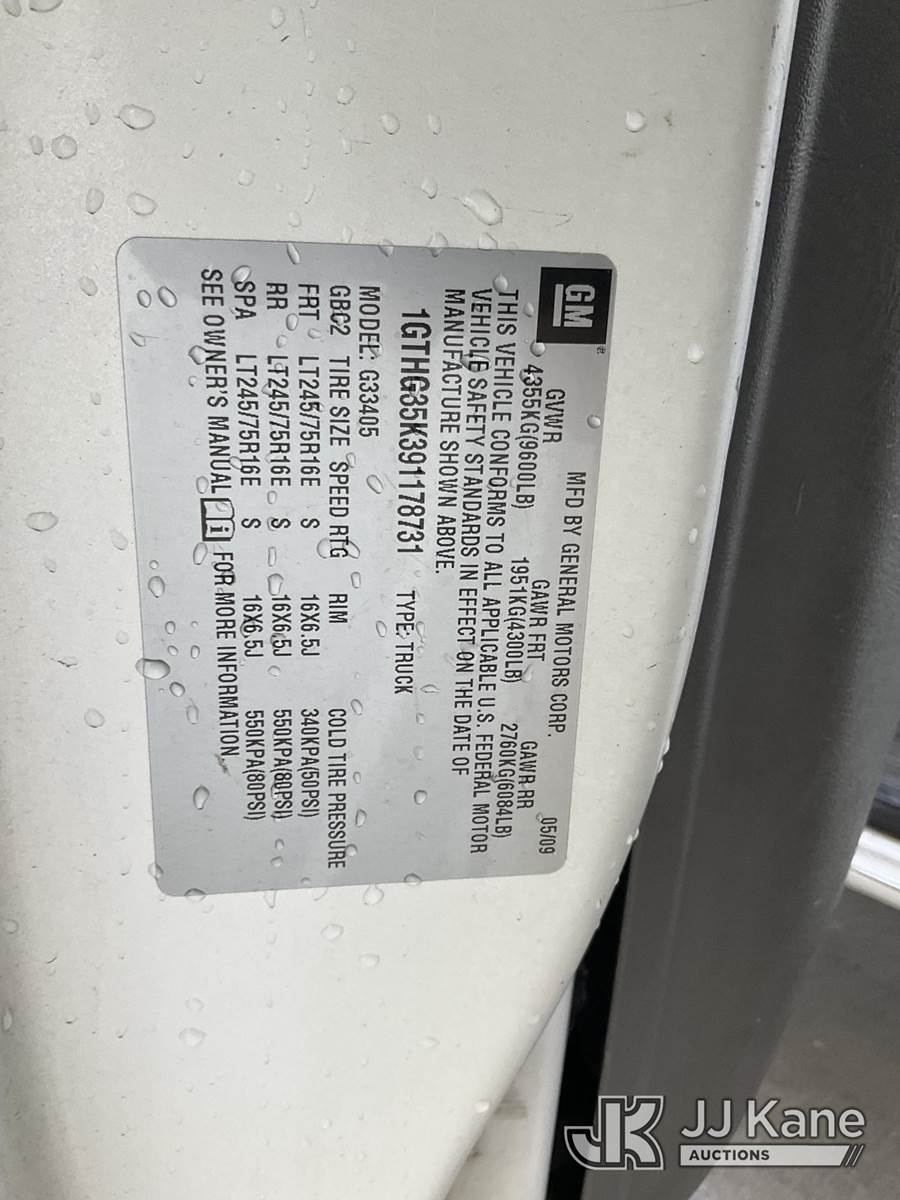 GM
MFD BY GENERAL MOTORS CORP. 05/09
GVWR GAWR FRT GAWR RR
4355KG(9600LB) 1951KG(4300LB) 2760KG(6084LB)
THIS VEHICLE CONFORMS TO ALL APPLICABLE U.S. FEDERAL MOTOR
VEHICLE SAFETY STANDARDS IN EFFECT ON THE DATE OF
MANUFACTURE SHOWN ABOVE.
1GTHG35K391178731 TYPE: TRUCK
MODEL: G33405
GBC2 TIRE SIZE SPEED RTG RIM COLD TIRE PRESSURE
FRT LT245/75R16E S 16X6.5J 340KPA(50PSI)
RR LT245/75R16E S 16X6.5J 550KPA(80PSI)
SPA LT245/75R16E S 16X6.5J 550KPA(80PSI)
SEE OWNER'S MANUAL i FOR MORE INFORMATION
JK JJ Kane
AUCTIONS